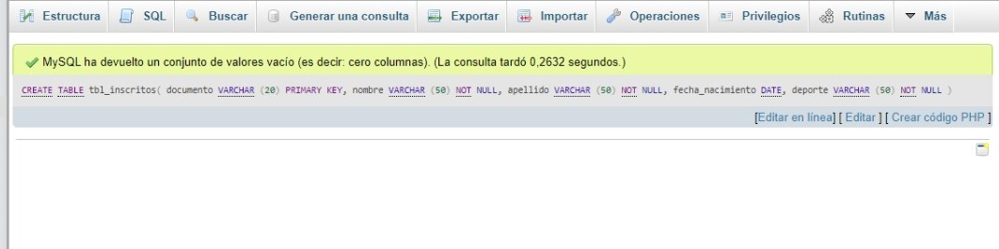 Estructura SQL Buscar Generar una consulta Exportar Importar Operaciones Privilegios Rutinas Más
MySQL ha devuelto un conjunto de valores vacío (es decir: cero columnas). (La consulta tardó 0,2632 segundos.)
CREATE TABLE tbl_inscritos( documento VARCHAR (20) PRIMARY KEY, nombre VARCHAR (50) NOT NULL, apellido VARCHAR (50) NOT NULL, fecha_nacimiento DATE, deporte VARCHAR (50) NOT NULL )
[Editar en línea] [ Editar ] [ Crear código PHP ]